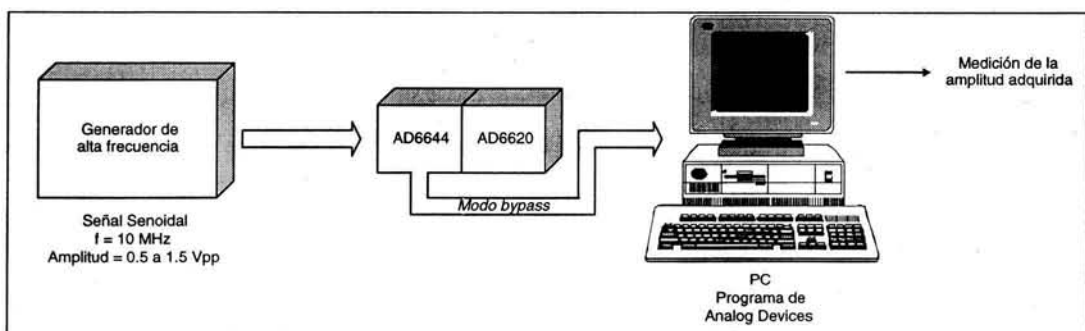 Generador de
alta frecuencia
Señal Senoidal
f = 10 MHz
Amplitud = 0.5 a 1.5 Vpp
AD6644
AD6620
Modo bypass
PC
Programa de
Analog Devices
Medición de la
amplitud adquirida